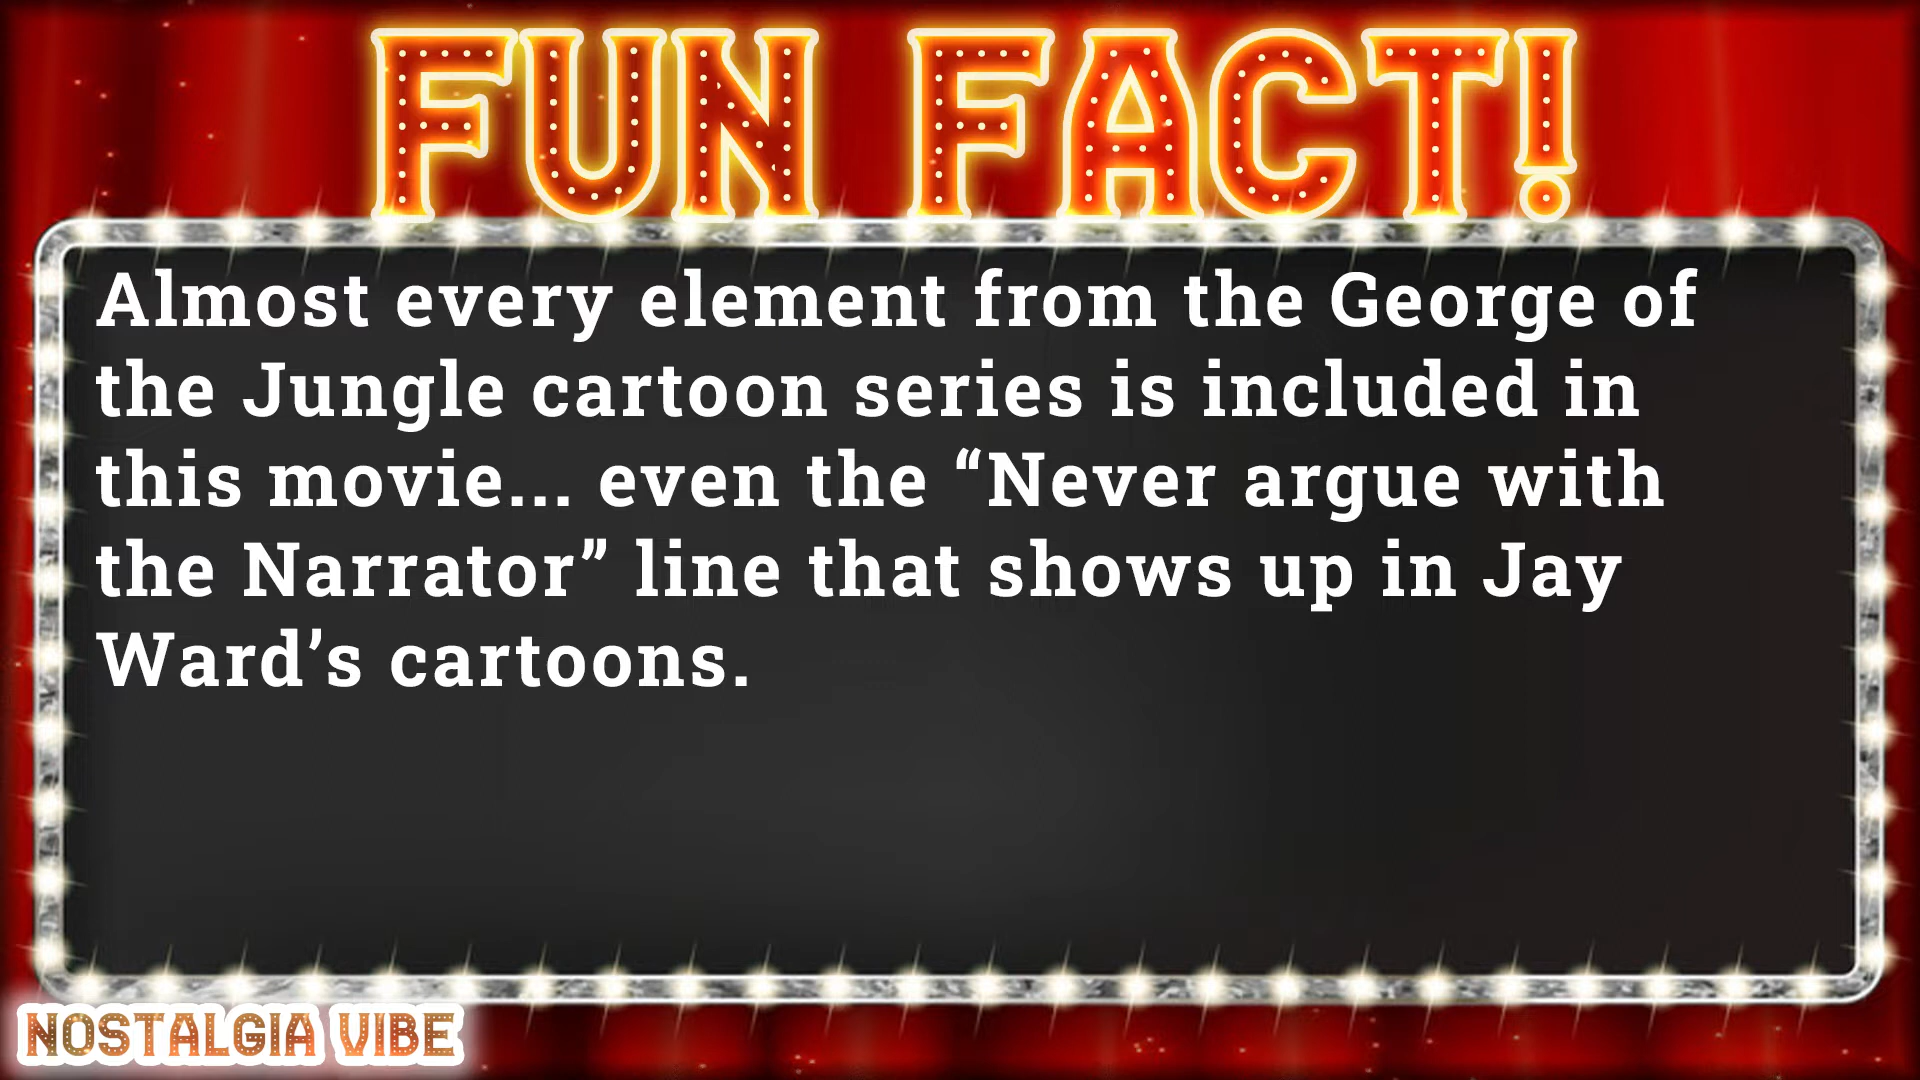 FUN FACT!
Almost every element from the George of
the Jungle cartoon series is included in
this movie... even the “Never argue with
the Narrator” line that shows up in Jay
Ward’s cartoons.
NOSTALGIA VIBE